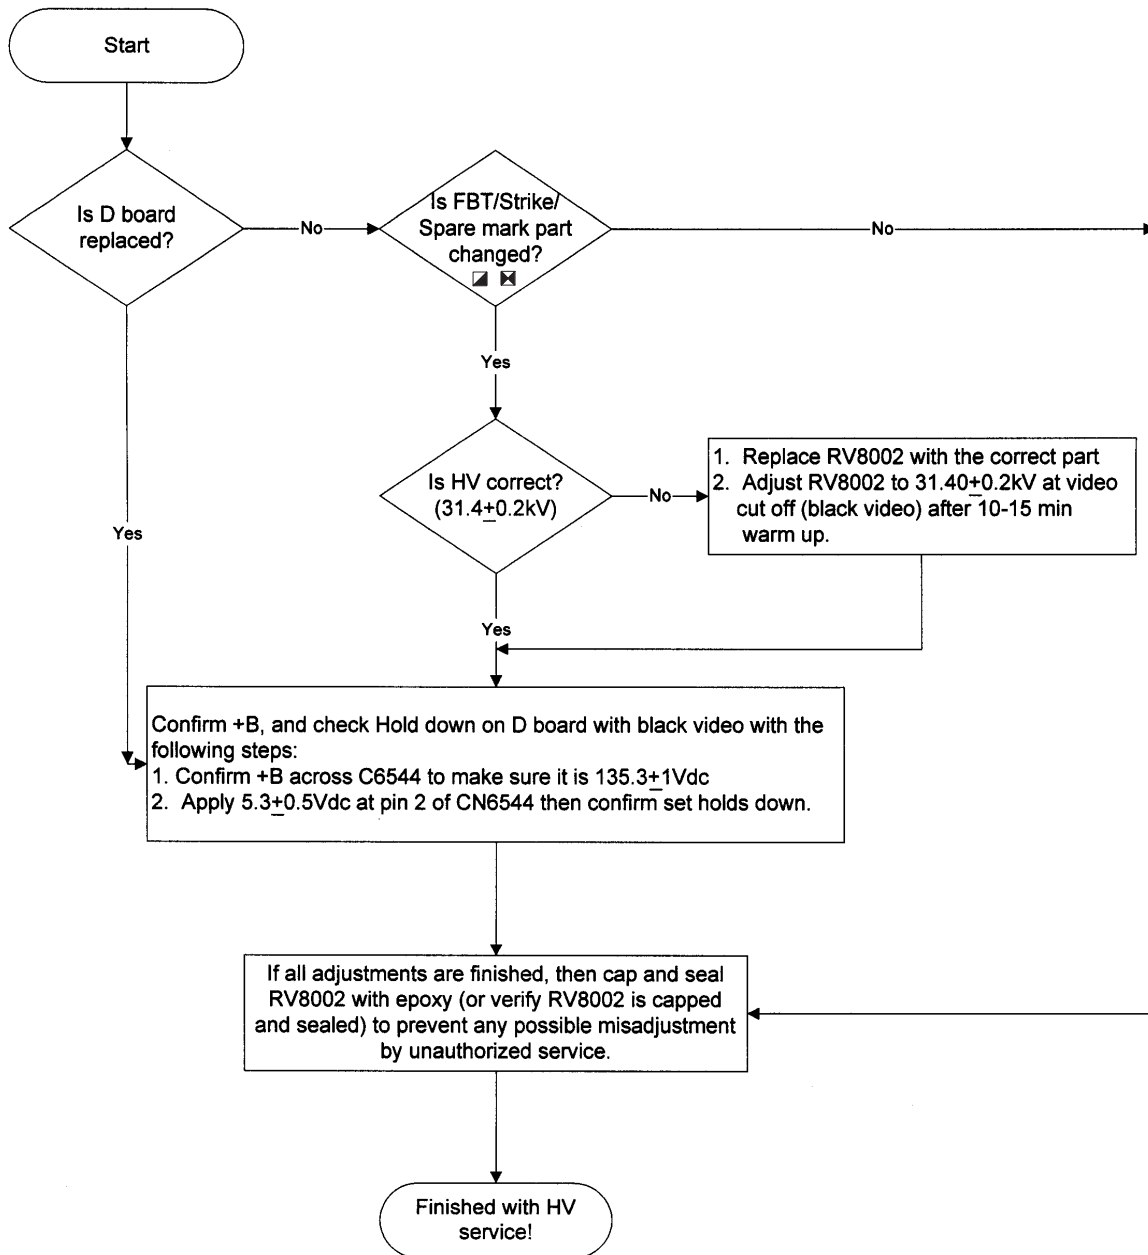 Start
Is D board
replaced?
No
Is FBT/Strike/
Spare mark part
changed?
No
Yes
Yes
Is HV correct?
(31.4±0.2kV)
No
1. Replace RV8002 with the correct part
2. Adjust RV8002 to 31.40±0.2kV at video
cut off (black video) after 10-15 min
warm up.
Yes
Confirm +B, and check Hold down on D board with black video with the
following steps:
1. Confirm +B across C6544 to make sure it is 135.3±1Vdc
2. Apply 5.3±0.5Vdc at pin 2 of CN6544 then confirm set holds down.
If all adjustments are finished, then cap and seal
RV8002 with epoxy (or verify RV8002 is capped
and sealed) to prevent any possible misadjustment
by unauthorized service.
Finished with HV
service!